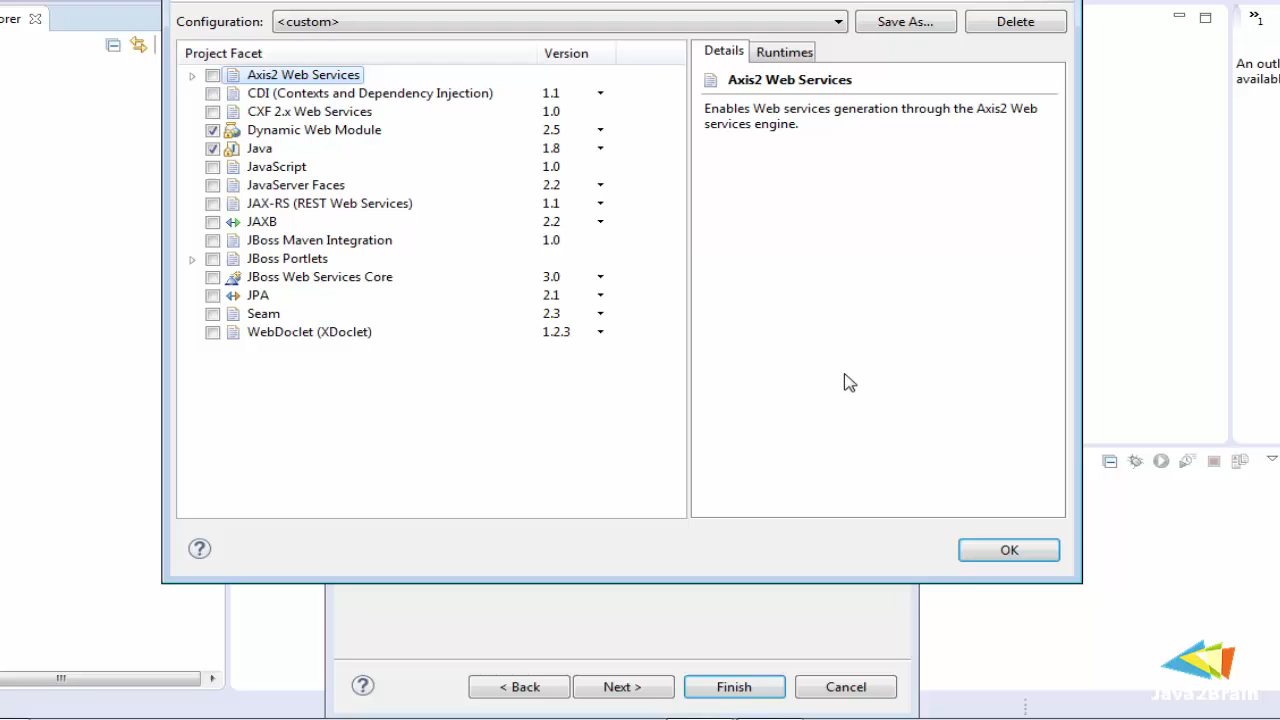 orer
Configuration:
<custom>
Save As...
Delete
»1
Project Facet
Version
Details
Runtimes
An outl
availabl
Axis2 Web Services
CDI (Contexts and Dependency Injection) 1.1
CXF 2.x Web Services 1.0
Dynamic Web Module 2.5
Java 1.8
JavaScript 1.0
JavaServer Faces 2.2
JAX-RS (REST Web Services) 1.1
JAXB 2.2
JBoss Maven Integration 1.0
JBoss Portlets
JBoss Web Services Core 3.0
JPA 2.1
Seam 2.3
WebDoclet (XDoclet) 1.2.3
Axis2 Web Services
Enables Web services generation through the Axis2 Web
services engine.
?
OK
?
< Back
Next >
Finish
Cancel
Java2Brain